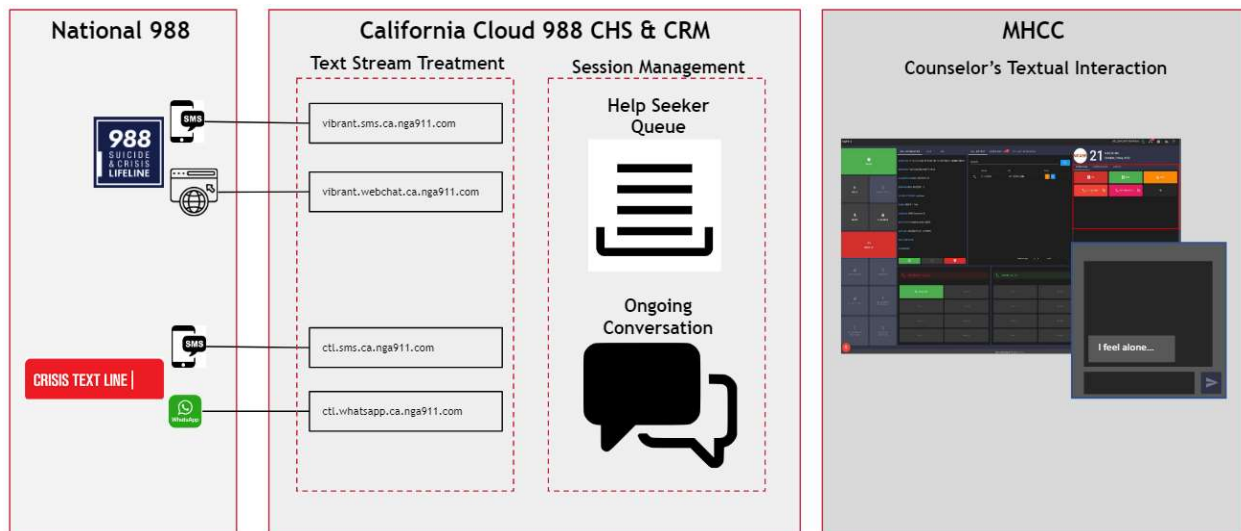 National 988
California Cloud 988 CHS & CRM
MHCC
Text Stream Treatment
Session Management
Counselor's Textual Interaction
SMS
988
SUICIDE
& CRISIS
LIFELINE
vibrant.sms.ca.nga911.com
vibrant.webchat.ca.nga911.com
Help Seeker
Queue
21
SMS
CRISIS TEXT LINE
WhatsApp
ctl.sms.ca.nga911.com
ctl.whatsapp.ca.nga911.com
Ongoing
Conversation
I feel alone...